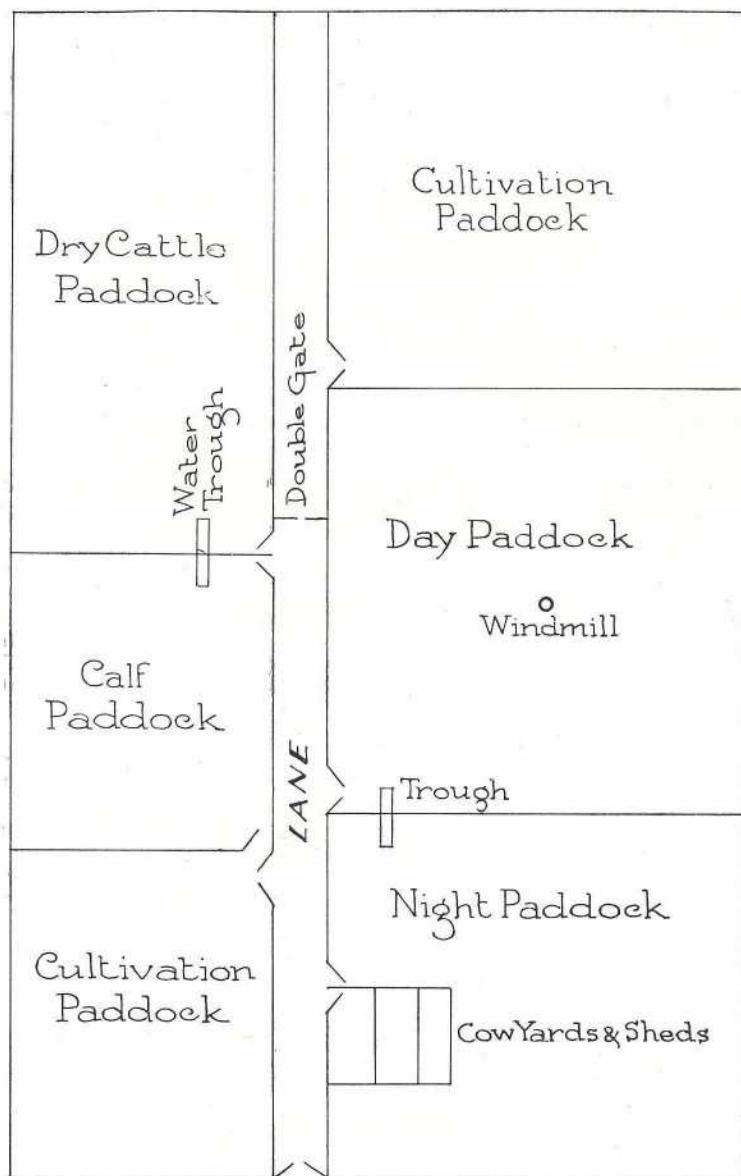 Cultivation
Paddock
Dry Cattle
Paddock
Double Gate
Water
Trough
Day Paddock
Windmill
Calf
Paddock
LANE
Trough
Night Paddock
Cultivation
Paddock
Cow Yards & Sheds